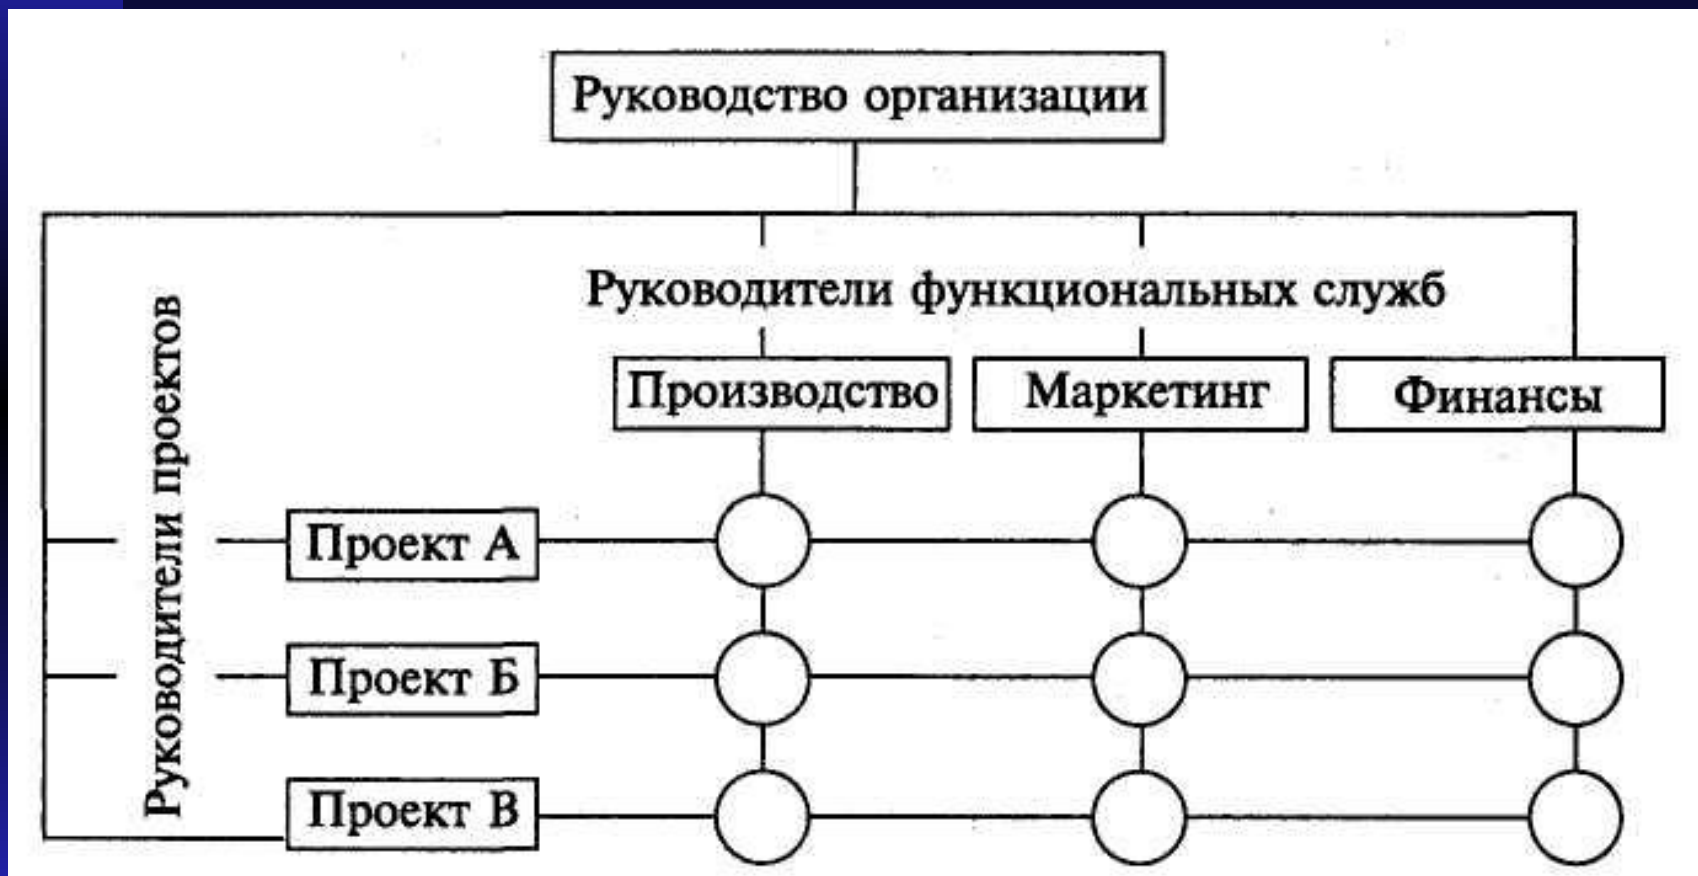 Руководство организации
Руководители функциональных служб
Руководители проектов
Производство
Маркетинг
Финансы
Проект А
Проект Б
Проект В